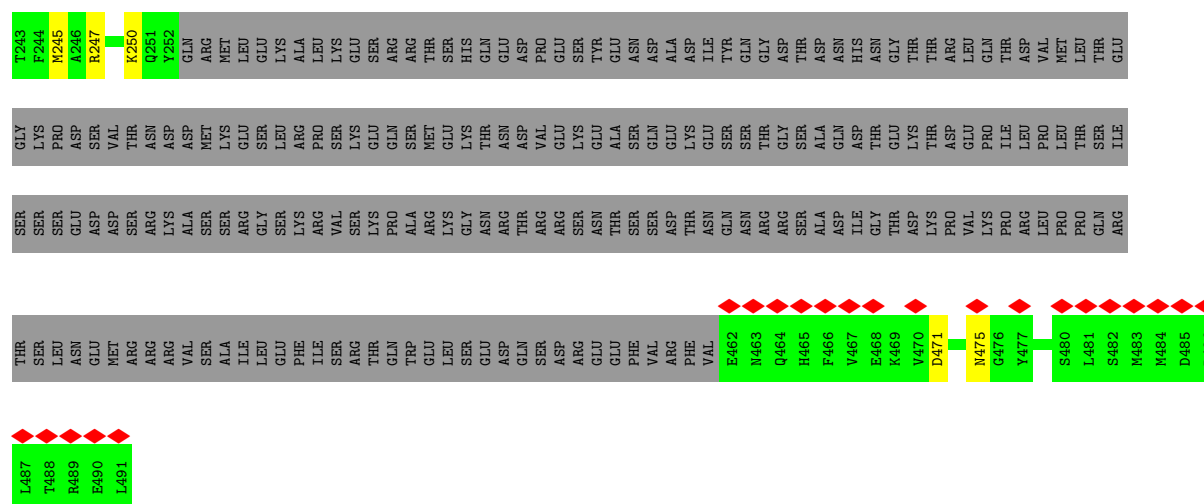 T243 F244 M245 A246 R247 K250 Q251 Y252 GLN ARG MET LEU GLU LYS ALA LEU LYS GLU SER ARG ARG THR SER HIS GLN GLU ASP PRO GLU SER TYR GLU ASN ASP ALA ASP ILE TYR GLN GLY ASP THR ASP ASN HIS ASN GLY THR THR ARG LEU GLN THR ASP VAL MET LEU THR GLU
GLY LYS PRO ASP SER VAL THR ASN ASP ASP MET LYS GLU SER LEU ARG PRO SER LYS GLU GLN SER MET GLU LYS THR ASN ASP VAL GLU LYS GLU ALA SER GLN GLU LYS GLU SER SER THR GLY SER ALA GLN ASP THR GLU LYS THR ASP GLU PRO ILE LEU PRO LEU THR SER ILE
SER SER SER GLU ASP ASP SER ARG LYS ALA SER SER ARG GLY SER LYS ARG VAL SER LYS PRO ALA ARG LYS GLY ASN ARG THR ARG ARG SER ASN THR SER SER ASP THR ASN GLN ASN ARG ARG SER ALA ASP ILE GLY THR ASP LYS PRO VAL LYS PRO ARG LEU PRO PRO GLN ARG
THR SER LEU ASN GLU MET ARG ARG ARG VAL SER ALA ILE LEU GLU PHE ILE SER ARG THR GLN TRP GLU LEU SER GLU ASP GLN SER ASP ARG GLU GLU PHE VAL ARG PHE VAL E462 N463 Q464 H465 F466 V467 E468 K469 V470 D471 N475 G476 Y477 S480 L481 S482 M483 M484 D485
L487 T488 R489 E490 L491